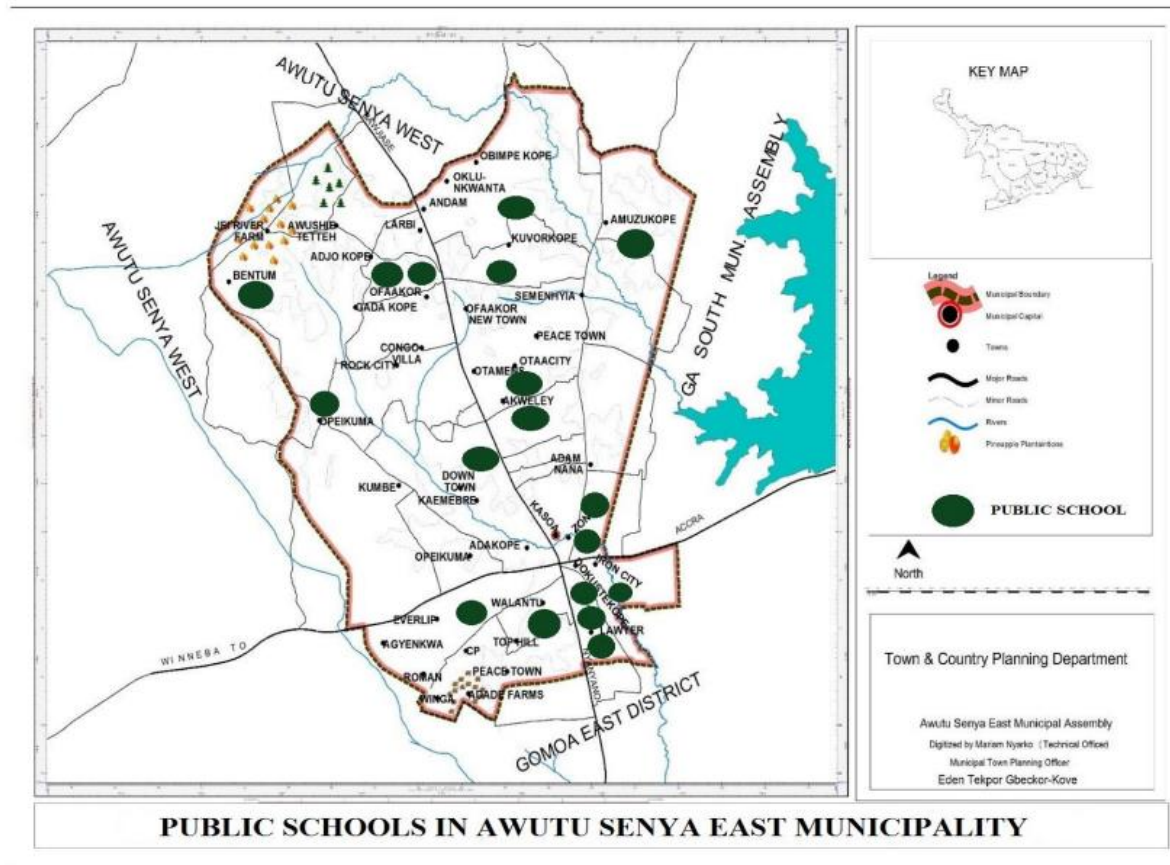 AWUTU SENYA WEST
OBIMPE KOPE
OKLU-
NKWANTA
ANDAM
LARBI
AMUZUKOPE
JEI RIVER
FARM
AWUSHIE
TETTEH
KUVORKOPE
ADJO KOPE
BENTUM
OFAAKOR
GADA KOPE
SEMENHYIA
OFAAKOR
NEW TOWN
PEACE TOWN
CONGO
VILLA
ROCK CITY
OTAACITY
OTAMENS
AKWELEY
OPEIKUMA
ADAM
NANA
DOWN
TOWN
KUMBE
KAEMEBRE
KASOA
ACCRA
ADAKOPE
OPEIKUMA
IRON CITY
WALANTU
EVERLIP
LAWYER
TOP HILL
AGYENKWA
CP
WINNEBA TO
ROMAN
PEACE TOWN
WINGA
ADADE FARMS
AWUTU SENYA WEST
GA SOUTH MUN. ASSEMBLY
GOMOA EAST DISTRICT
KEY MAP
Legend
Municipal Boundary
Municipal Capital
Towns
Major Roads
Minor Roads
Rivers
PUBLIC SCHOOL
North
Town & Country Planning Department
Awutu Senya East Municipal Assembly
Digitized by Mariam Nyarko ( Technical Officer)
Municipal Town Planning Officer
Eden Tekpor Gbeckor-Kove
PUBLIC SCHOOLS IN AWUTU SENYA EAST MUNICIPALITY